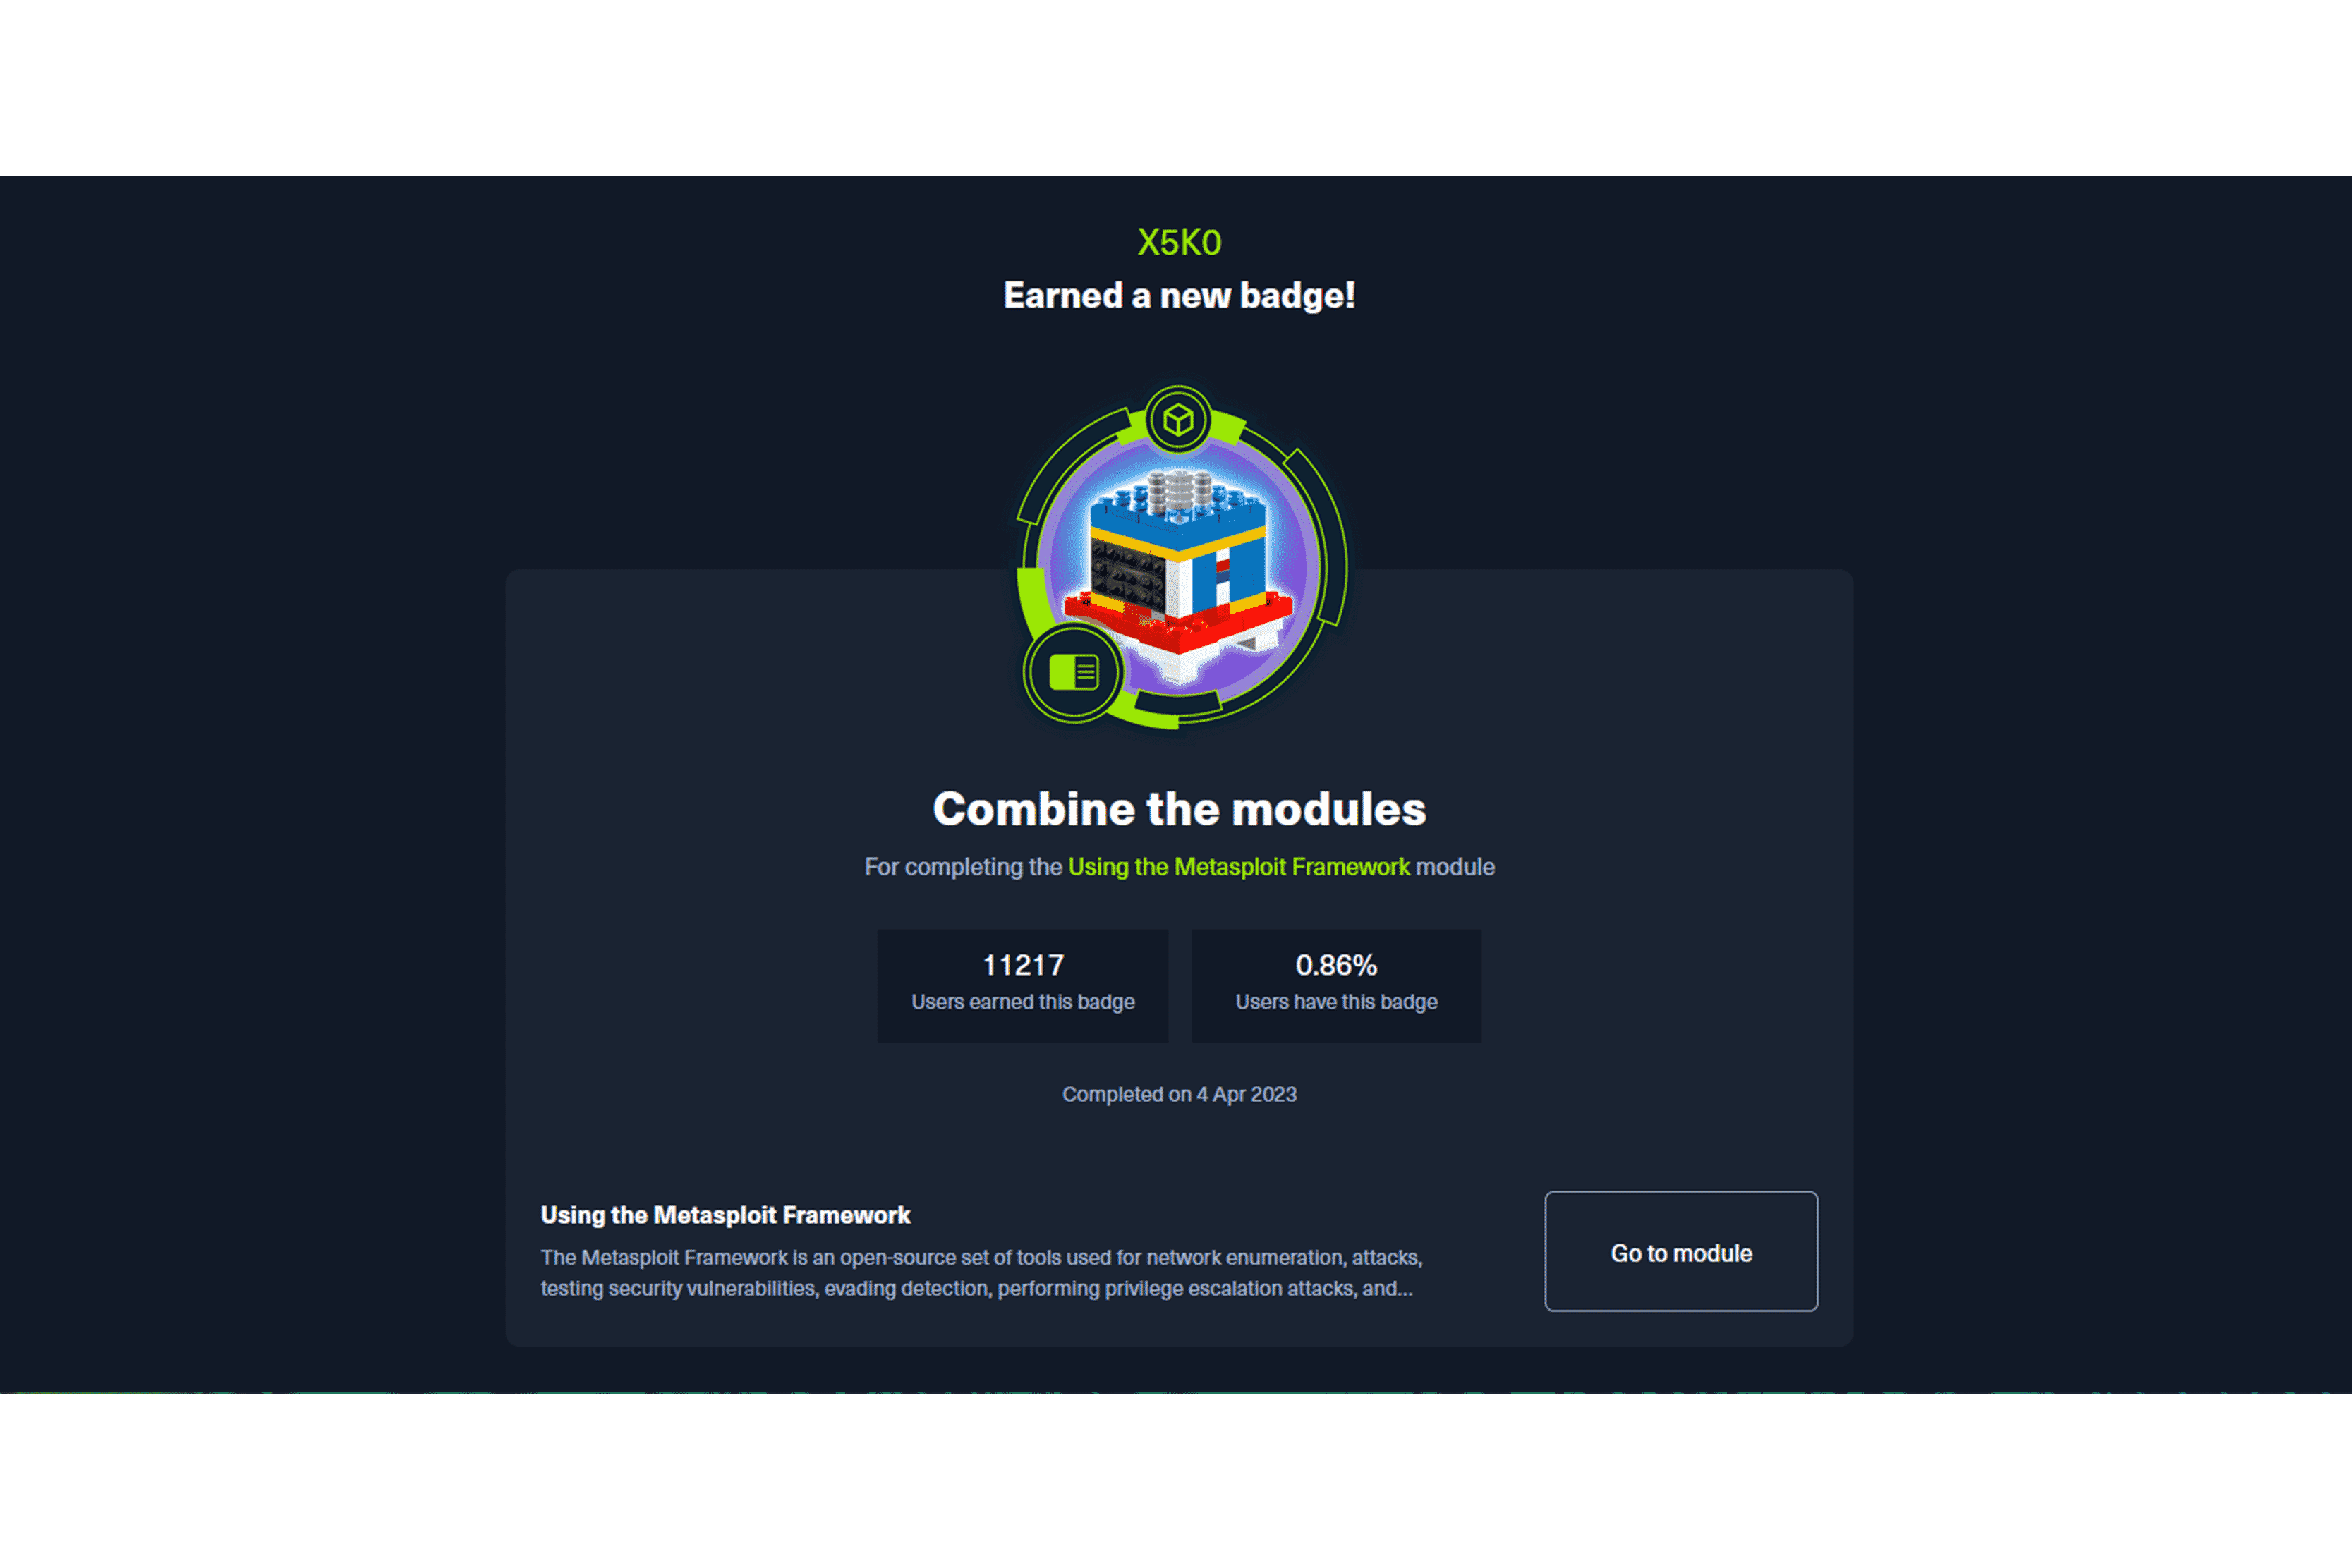 X5K0
Earned a new badge!
Combine the modules
For completing the Using the Metasploit Framework module
11217
Users earned this badge
0.86%
Users have this badge
Completed on 4 Apr 2023
Using the Metasploit Framework
The Metasploit Framework is an open-source set of tools used for network enumeration, attacks,
testing security vulnerabilities, evading detection, performing privilege escalation attacks, and...
Go to module